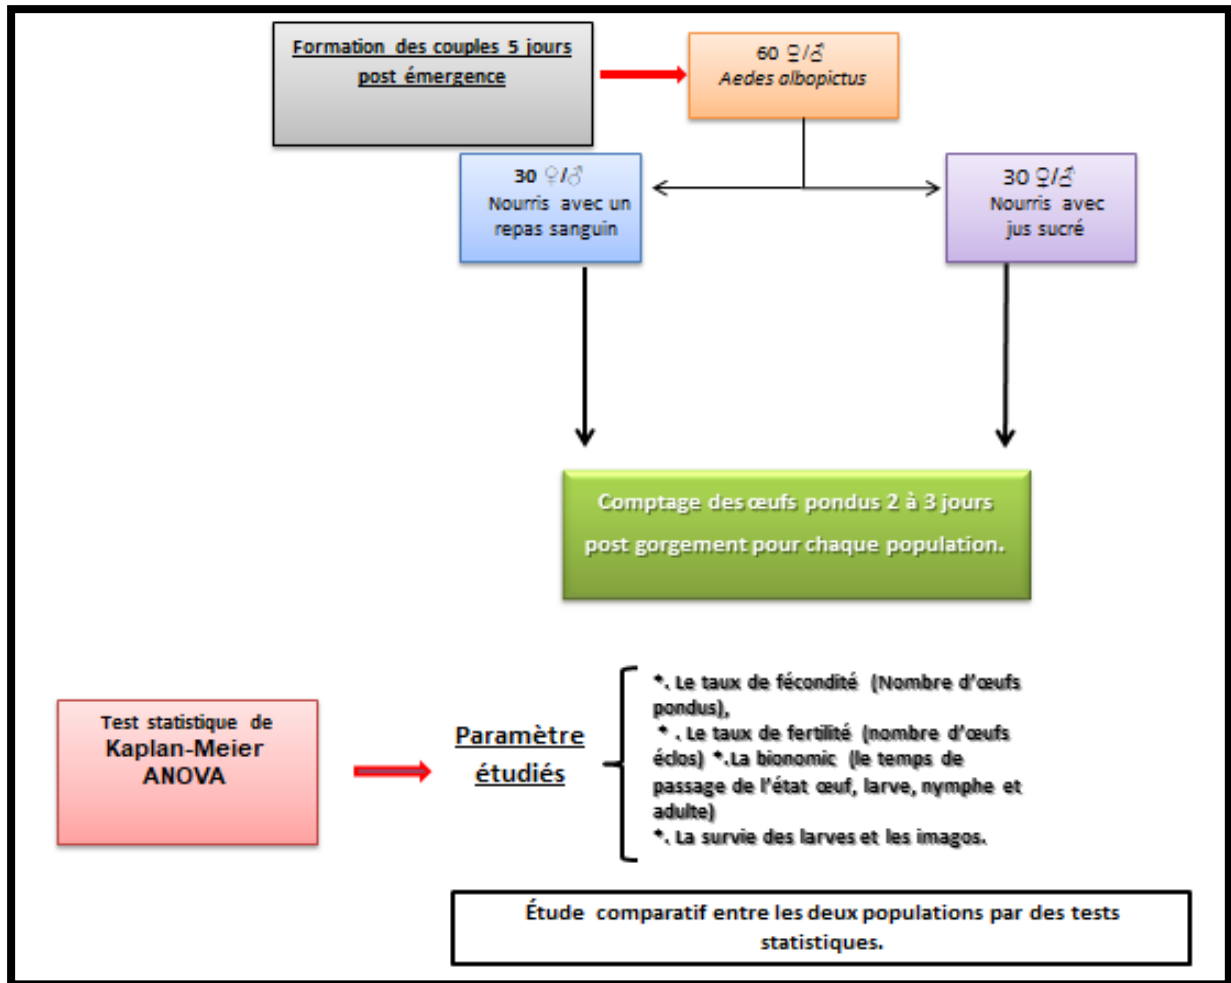 Formation des couples 5 jours
post émergence
60 ♀/♂
Aedes albopictus
30 ♀/♂
Nourris avec un
repas sanguin
30 ♀/♂
Nourris avec
jus sucré
Comptage des œufs pondus 2 à 3 jours
post gorgement pour chaque population.
Test statistique de
Kaplan-Meier
ANOVA
Paramètre
étudiés
*. Le taux de fécondité (Nombre d'œufs
pondus),
* . Le taux de fertilité (nombre d'œufs
éclos) *.La bionomic (le temps de
passage de l'état œuf, larve, nymphe et
adulte)
*. La survie des larves et les imagos.
Étude comparatif entre les deux populations par des tests
statistiques.